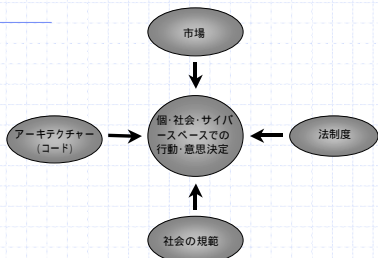 市場
個・社会・サイバ
ースペースでの
行動・意思決定
アーキテクチャー
(コード)
法制度
社会の規範